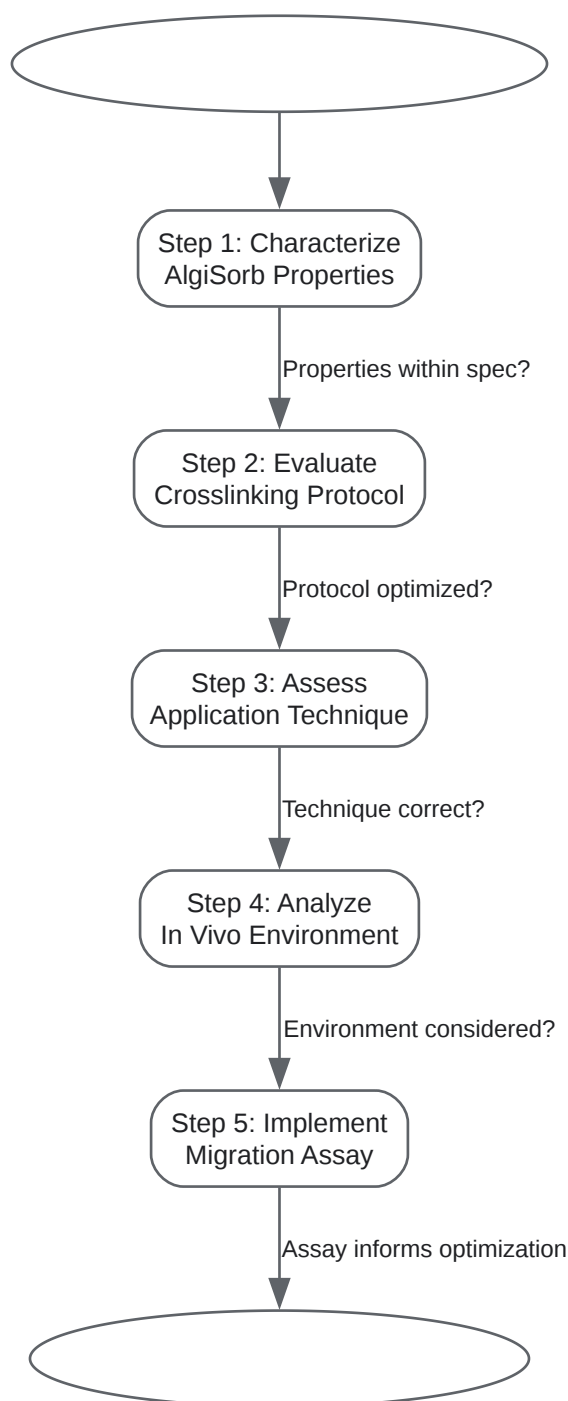 Step 1: Characterize
AlgiSorb Properties
Properties within spec?
Step 2: Evaluate
Crosslinking Protocol
Protocol optimized?
Step 3: Assess
Application Technique
Technique correct?
Step 4: Analyze
In Vivo Environment
Environment considered?
Step 5: Implement
Migration Assay
Assay informs optimization